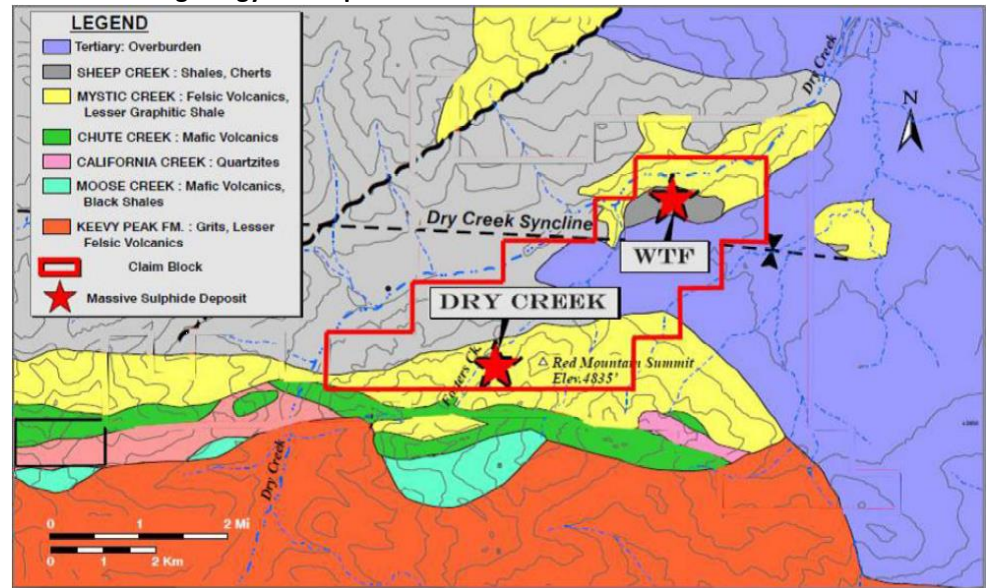 LEGEND
Tertiary: Overburden
SHEEP CREEK : Shales, Cherts
MYSTIC CREEK : Felsic Volcanics,
Lesser Graphitic Shale
CHUTE CREEK : Mafic Volcanics
CALIFORNIA CREEK : Quartzites
MOOSE CREEK : Mafic Volcanics,
Black Shales
KEEVY PEAK FM. : Grits, Lesser
Felsic Volcanics
Claim Block
Massive Sulphide Deposit
Dry Creek
N
Dry Creek Syncline
WTF
DRY CREEK
Red Mountain Summit
Elev.4835'
Fosters Ck.
Dry Creek
0 1 2 Mi
0 1 2 Km